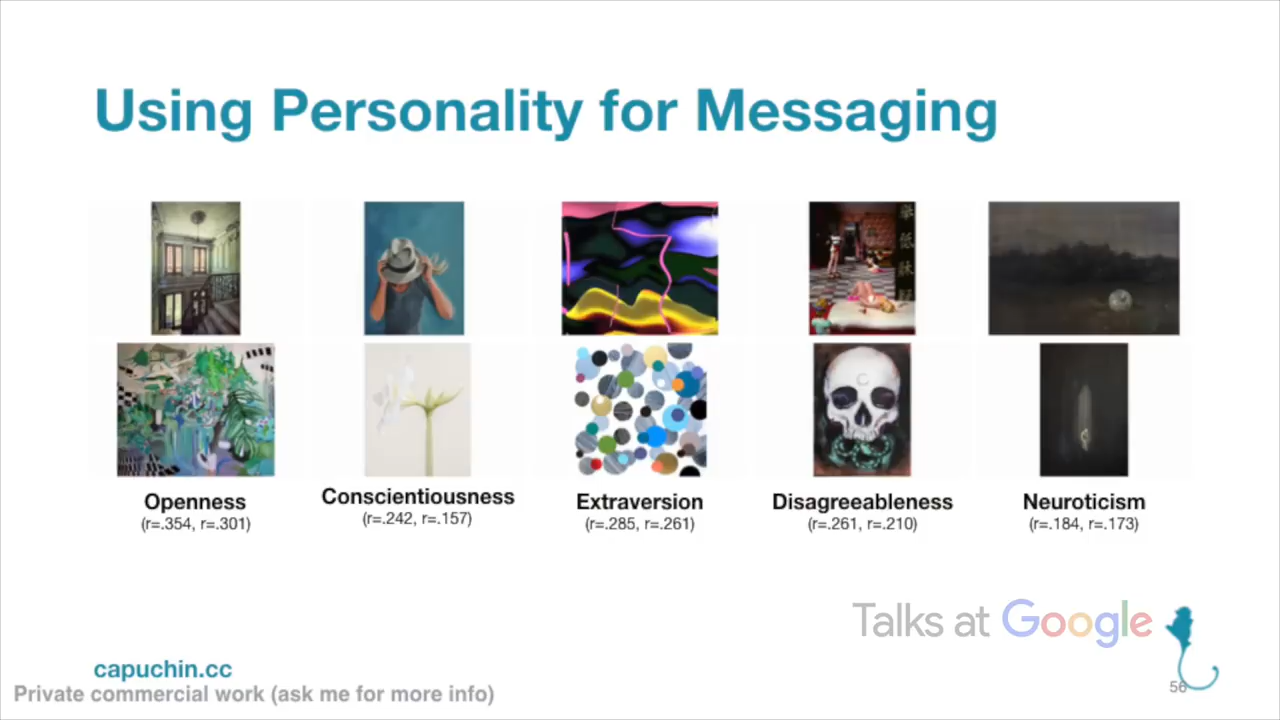 Using Personality for Messaging
Openness
(r=.354, r=.301)
Conscientiousness
(r=.242, r=.157)
Extraversion
(r=.285, r=.261)
Disagreeableness
(r=.261, r=.210)
Neuroticism
(r=.184, r=.173)
Talks at Google
capuchin.cc
Private commercial work (ask me for more info)
56